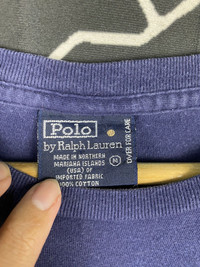 Polo
by Ralph Lauren
MADE IN NORTHERN
MARIANA ISLANDS
(USA) OF
IMPORTED FABRIC
100% COTTON
M
OVER FOR CARE